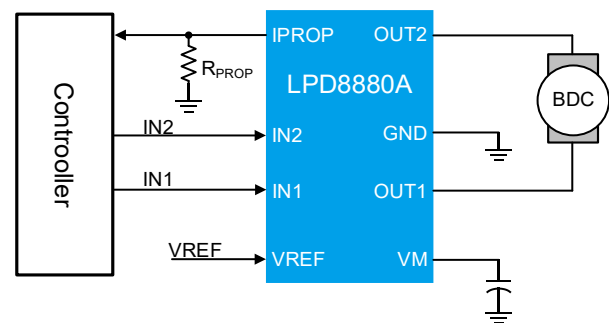 IPROP
OUT2
RPROP
LPD8880A
BDC
Controoller
IN2
IN2
GND
IN1
IN1
OUT1
VREF
VREF
VM